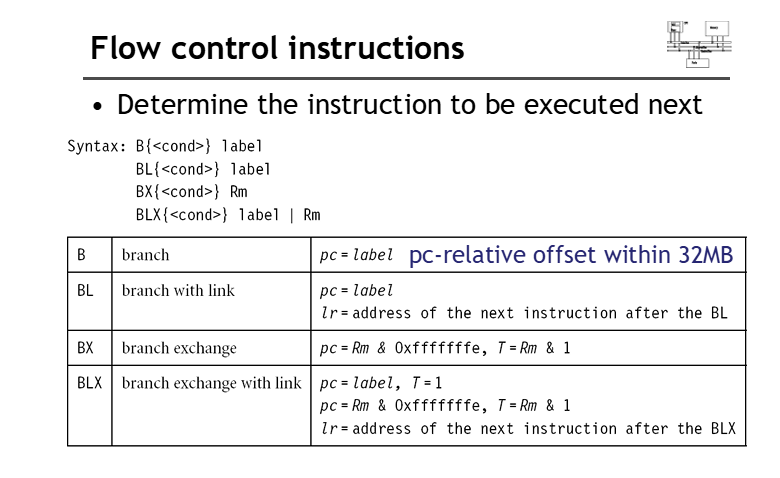 Flow control instructions
• Determine the instruction to be executed next
Syntax: B{<cond>} label
BL{<cond>} label
BX{<cond>} Rm
BLX{<cond>} label | Rm
B branch pc = label pc-relative offset within 32MB
BL branch with link pc = label
lr = address of the next instruction after the BL
BX branch exchange pc = Rm & 0xfffffffe, T = Rm & 1
BLX branch exchange with link pc = label, T = 1
pc = Rm & 0xfffffffe, T = Rm & 1
lr = address of the next instruction after the BLX